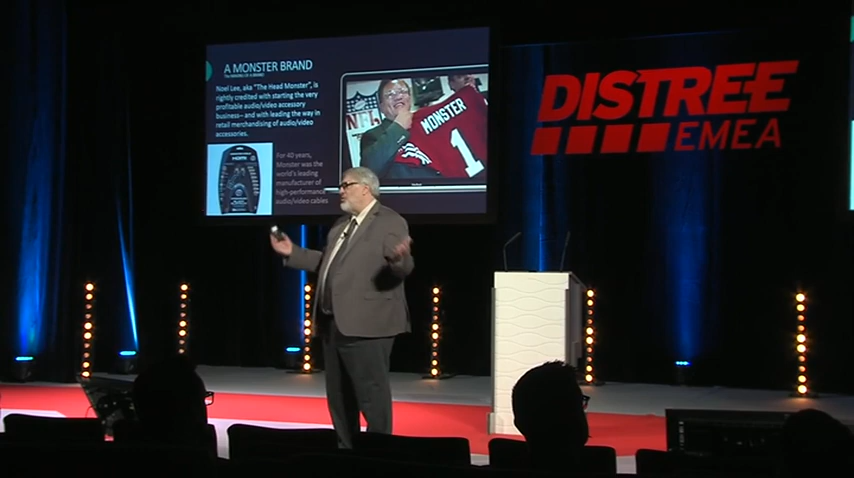 A MONSTER BRAND
Noel Lee, aka "The Head Monster", is
rightly credited with starting the very
profitable audio/video accessory
business– and with leading the way in
retail merchandising of audio/video
accessories.
For 40 years,
Monster was the
world's leading
manufacturer of
high-performance
audio/video cables
NFL
MONSTER
1
DISTREE
EMEA